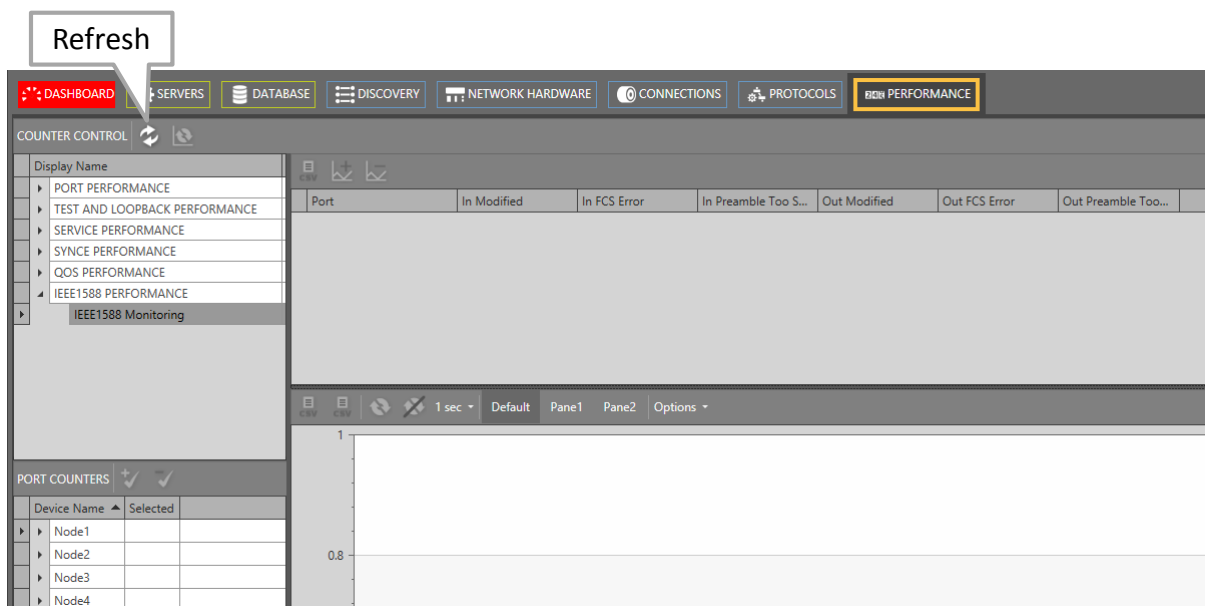 Refresh
DASHBOARD SERVERS DATABASE DISCOVERY NETWORK HARDWARE CONNECTIONS PROTOCOLS PERFORMANCE
COUNTER CONTROL
Display Name
PORT PERFORMANCE
TEST AND LOOPBACK PERFORMANCE
SERVICE PERFORMANCE
SYNCE PERFORMANCE
QOS PERFORMANCE
IEEE1588 PERFORMANCE
IEEE1588 Monitoring
CSV
Port In Modified In FCS Error In Preamble Too S... Out Modified Out FCS Error Out Preamble Too...
CSV CSV 1 sec Default Pane1 Pane2 Options
1
0.8
PORT COUNTERS
Device Name Selected
Node1
Node2
Node3
Node4